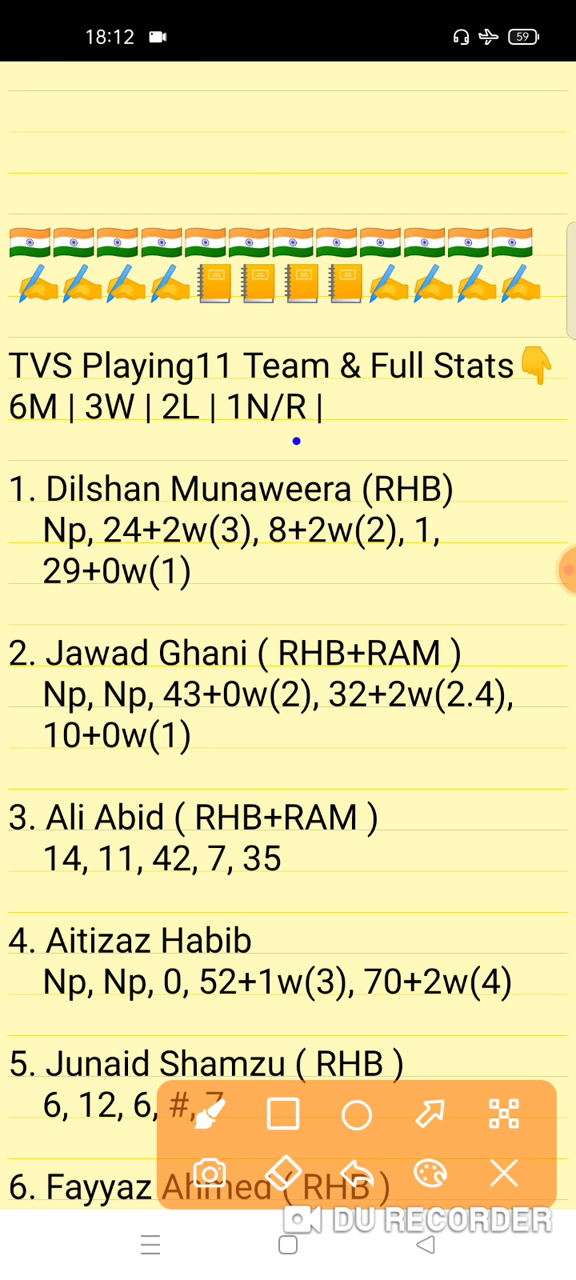 18:12
59
TVS Playing11 Team & Full Stats👇
6M | 3W | 2L | 1N/R |
1. Dilshan Munaweera (RHB)
Np, 24+2w(3), 8+2w(2), 1,
29+0w(1)
2. Jawad Ghani ( RHB+RAM )
Np, Np, 43+0w(2), 32+2w(2.4),
10+0w(1)
3. Ali Abid ( RHB+RAM )
14, 11, 42, 7, 35
4. Aitizaz Habib
Np, Np, 0, 52+1w(3), 70+2w(4)
5. Junaid Shamzu ( RHB )
6, 12, 6, #, 7
6. Fayyaz Ahmed ( RHB )
DU RECORDER